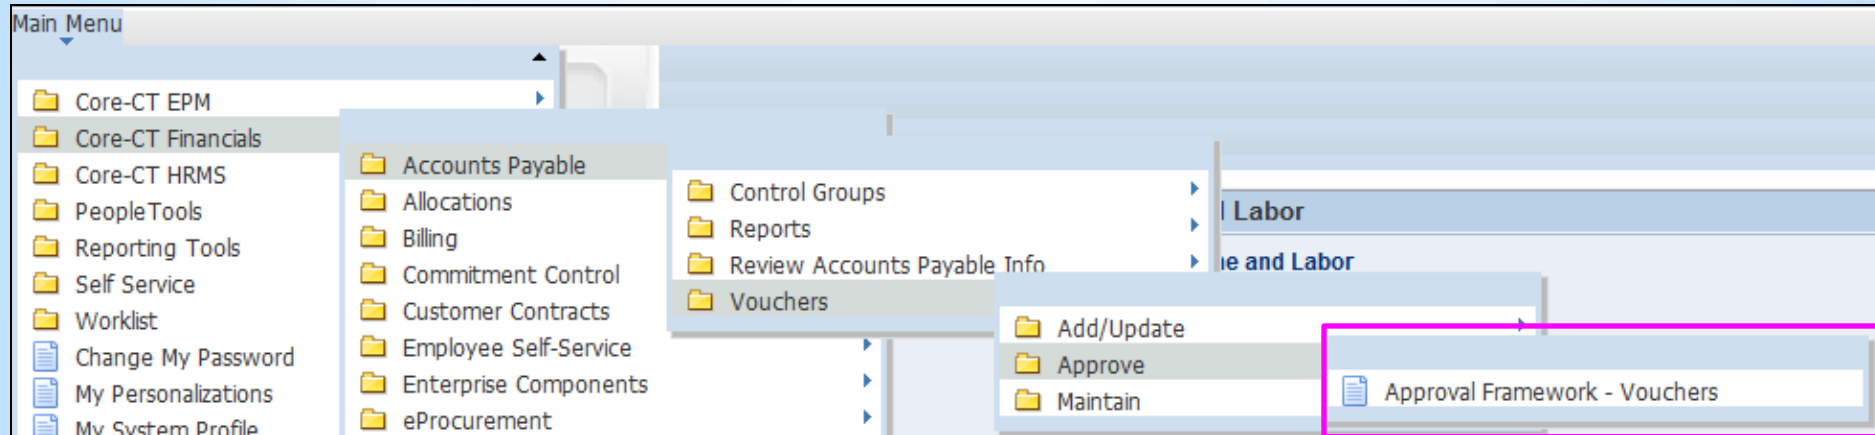 Main Menu
Core-CT EPM
Core-CT Financials
Core-CT HRMS
PeopleTools
Reporting Tools
Self Service
Worklist
Change My Password
My Personalizations
My System Profile
Accounts Payable
Allocations
Billing
Commitment Control
Customer Contracts
Employee Self-Service
Enterprise Components
eProcurement
Control Groups
Reports
Review Accounts Payable Info
Vouchers
Labor
and Labor
Add/Update
Approve
Maintain
Approval Framework - Vouchers